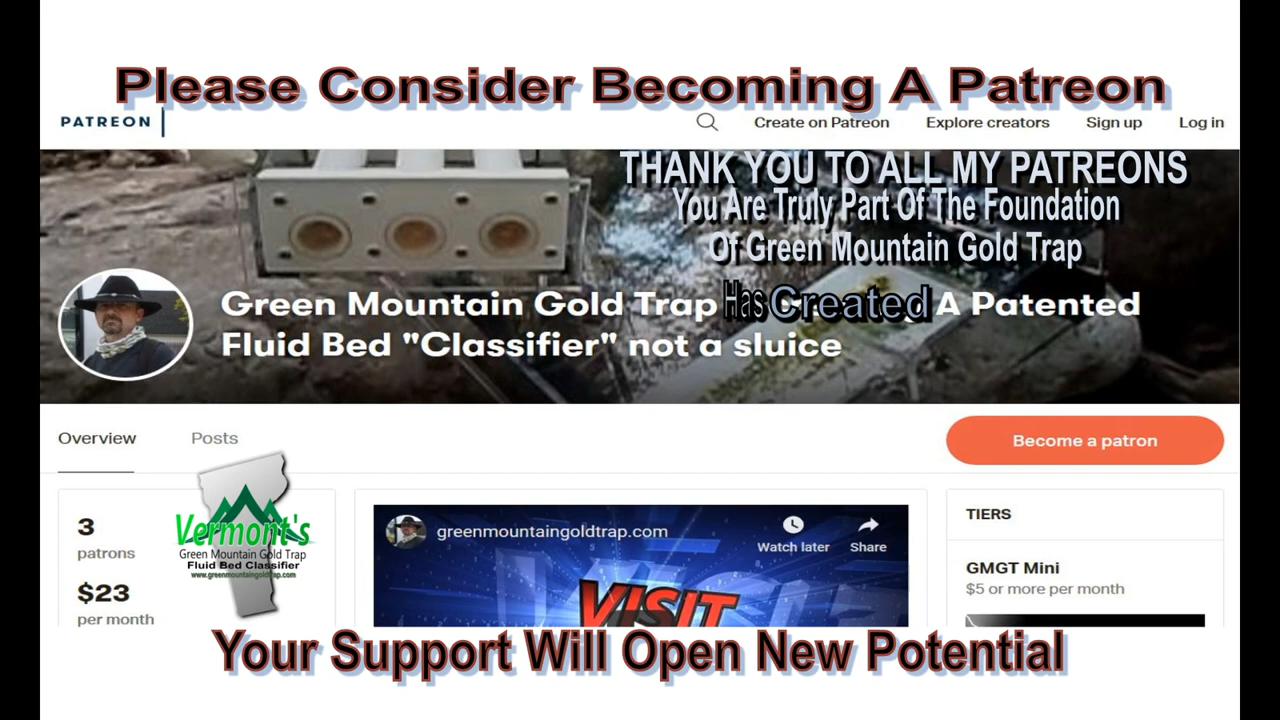 Please Consider Becoming A Patreon
PATREON
Create on Patreon
Explore creators
Sign up
Log in
THANK YOU TO ALL MY PATREONS
You Are Truly Part Of The Foundation
Of Green Mountain Gold Trap
Green Mountain Gold Trap Has Created A Patented
Fluid Bed "Classifier" not a sluice
Overview
Posts
Become a patron
3
patrons
$23
per month
Vermont's
Green Mountain Gold Trap
Fluid Bed Classifier
www.greenmountaingoldtrap.com
greenmountaingoldtrap.com
Watch later
Share
VISIT
TIERS
GMGT Mini
$5 or more per month
Your Support Will Open New Potential